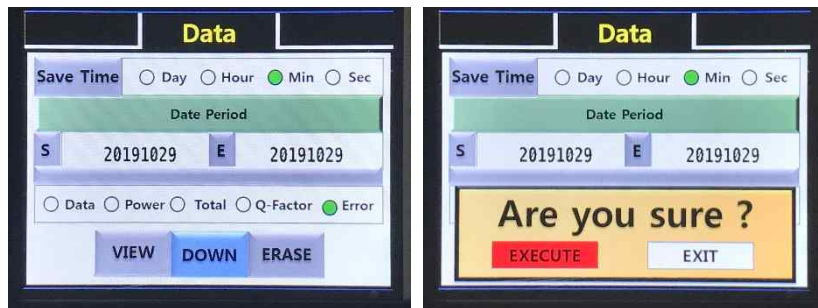 Data
Save Time Day Hour Min Sec
Date Period
S 20191029 E 20191029
Data Power Total Q-Factor Error
VIEW DOWN ERASE
Data
Save Time Day Hour Min Sec
Date Period
S 20191029 E 20191029
Are you sure ?
EXECUTE EXIT